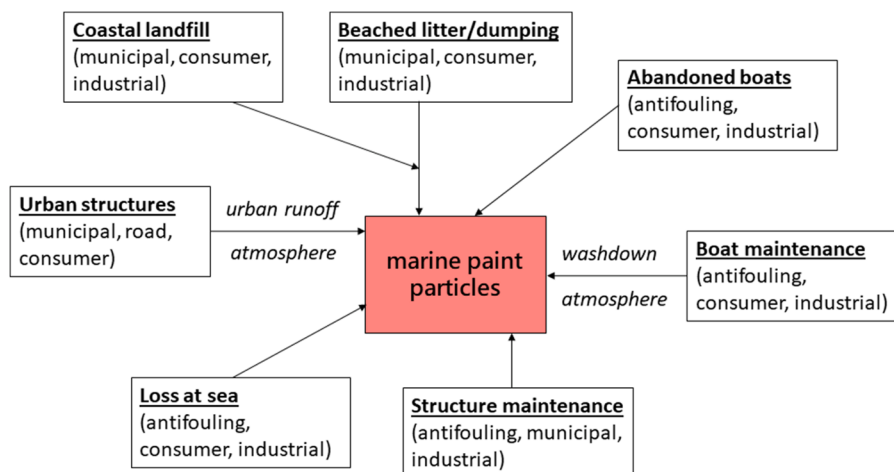 Coastal landfill
(municipal, consumer,
industrial)
Beached litter/dumping
(municipal, consumer,
industrial)
Abandoned boats
(antifouling,
consumer, industrial)
Urban structures
(municipal, road,
consumer)
urban runoff
atmosphere
marine paint
particles
washdown
atmosphere
Boat maintenance
(antifouling,
consumer, industrial)
Loss at sea
(antifouling,
consumer, industrial)
Structure maintenance
(antifouling, municipal,
industrial)